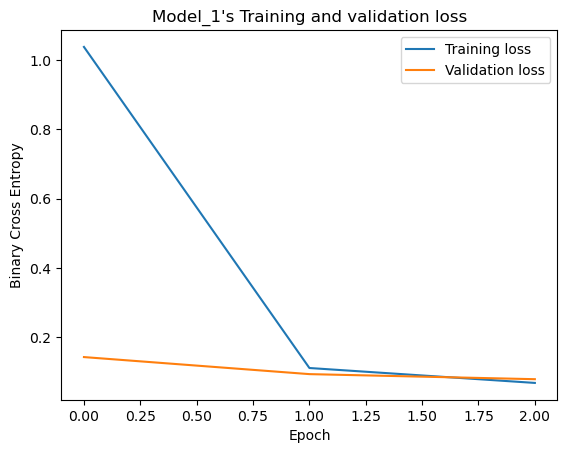 Model_1's Training and validation loss
Training loss
Validation loss
Binary Cross Entropy
1.0
0.8
0.6
0.4
0.2
0.00 0.25 0.50 0.75 1.00 1.25 1.50 1.75 2.00
Epoch